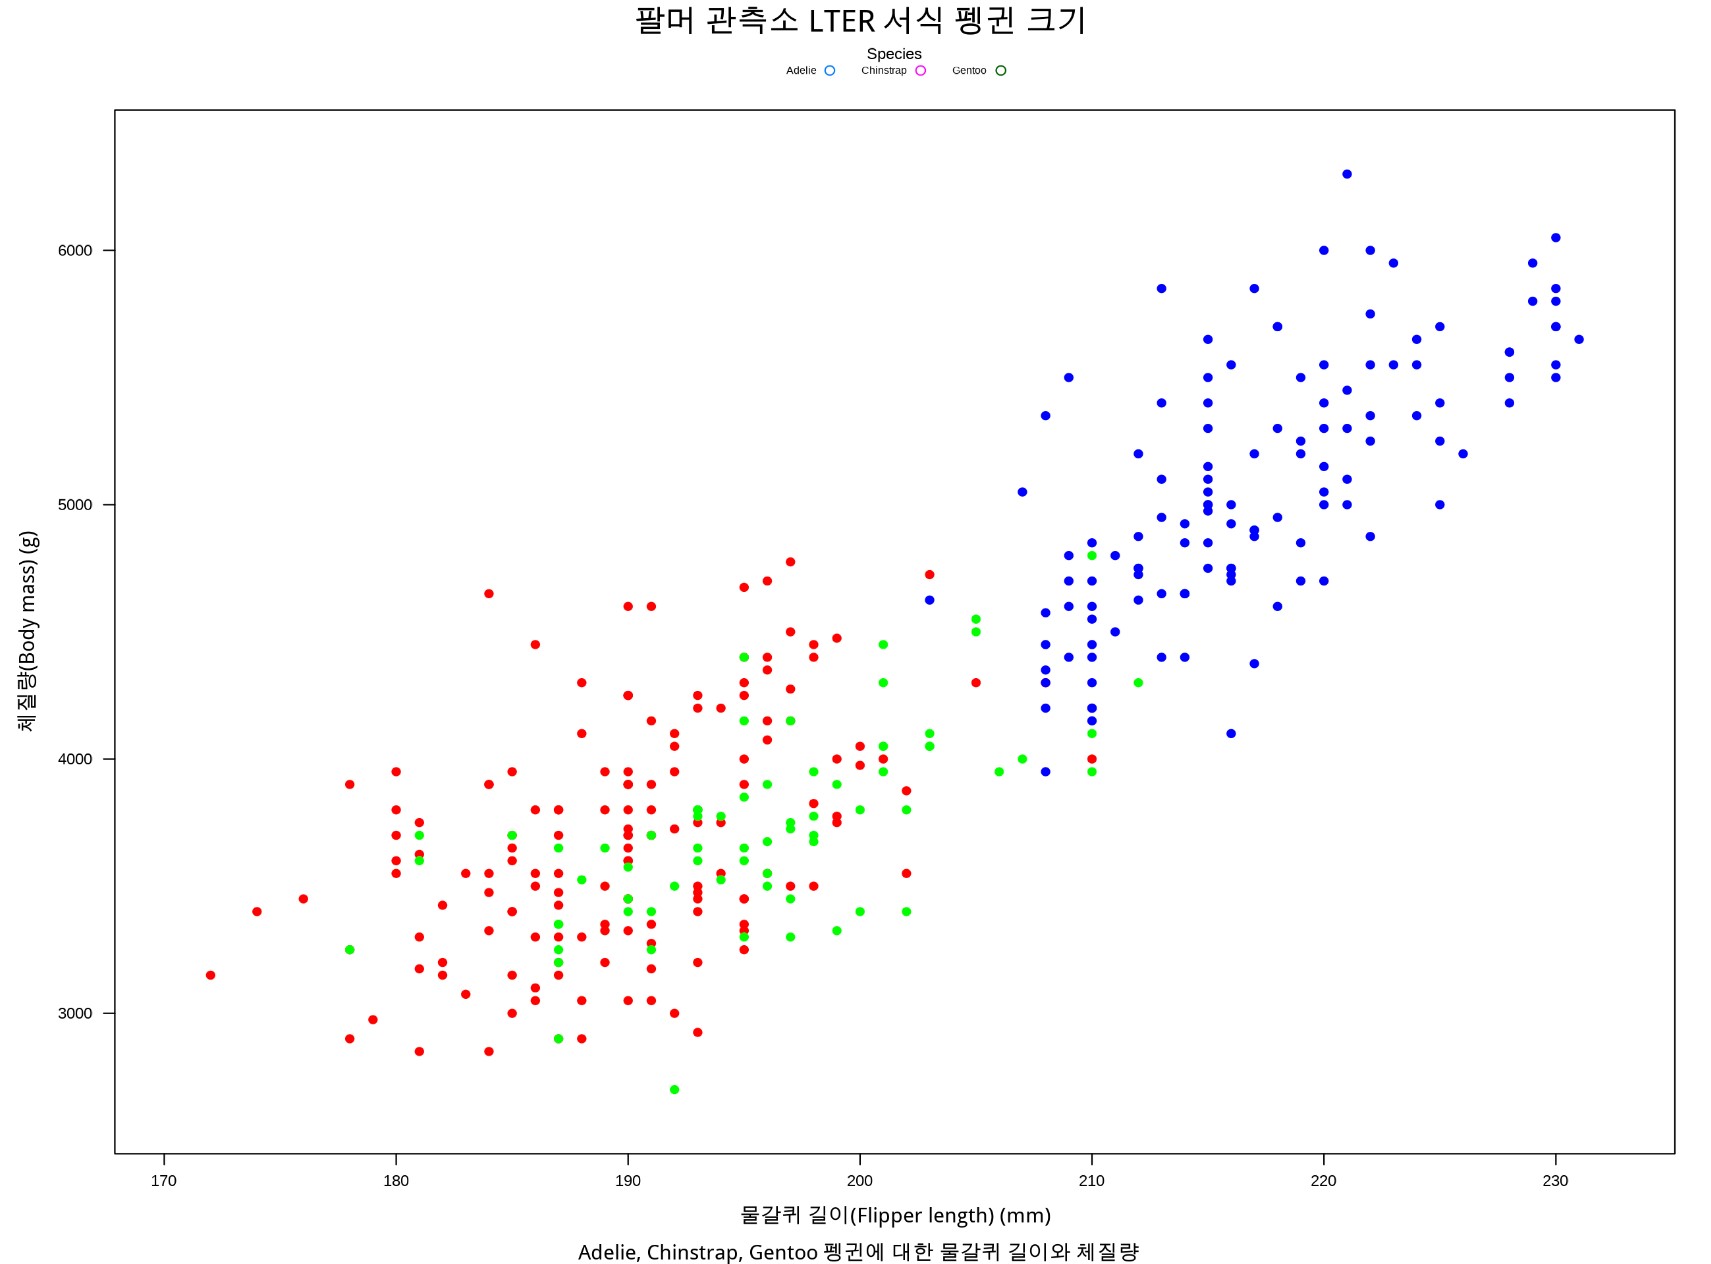 팔머 관측소 LTER 서식 펭귄 크기
Species
Adelie Chinstrap Gentoo
6000
5000
4000
3000
체질량(Body mass) (g)
170 180 190 200 210 220 230
물갈퀴 길이(Flipper length) (mm)
Adelie, Chinstrap, Gentoo 펭귄에 대한 물갈퀴 길이와 체질량